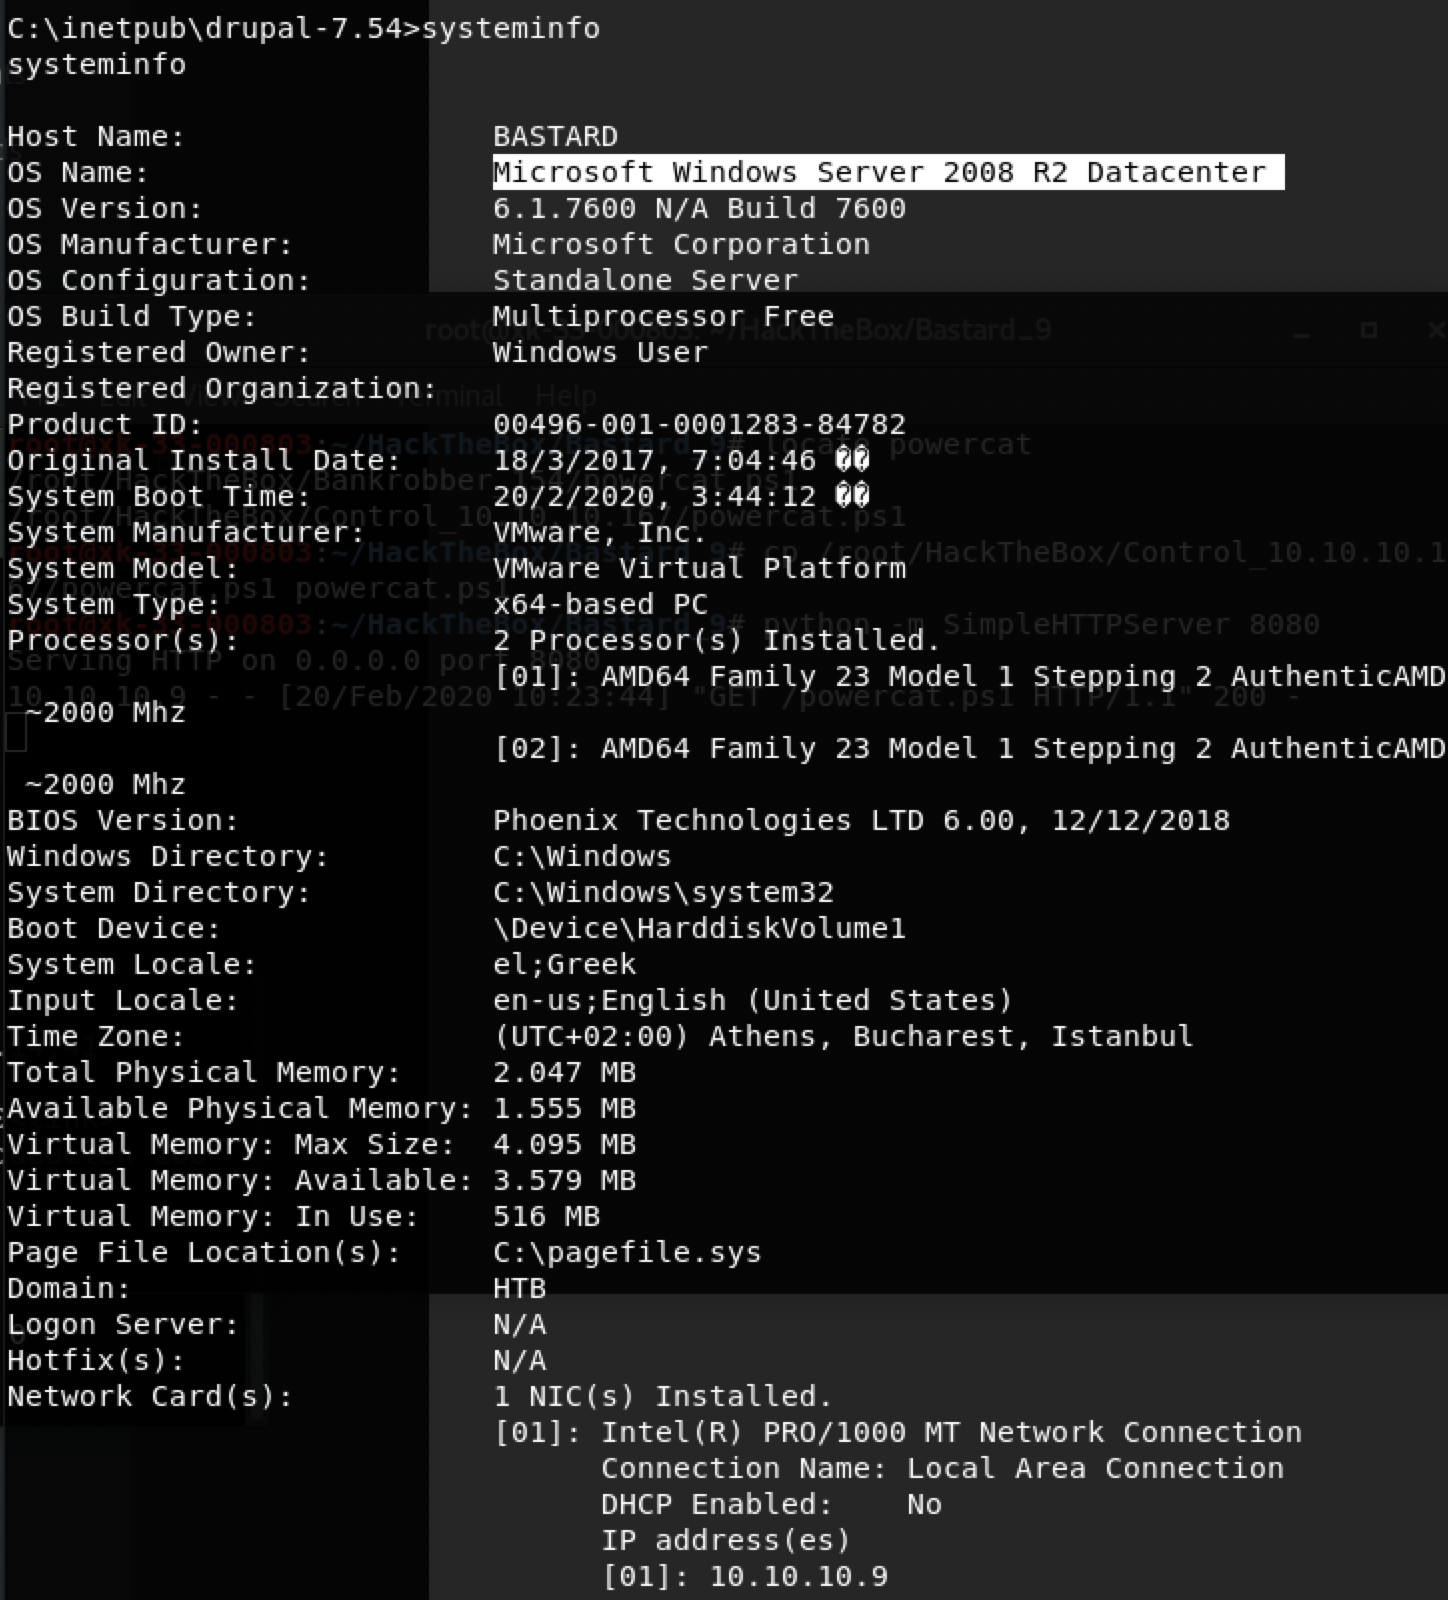 C:\inetpub\drupal-7.54>systeminfo
systeminfo
Host Name: BASTARD
OS Name: Microsoft Windows Server 2008 R2 Datacenter
OS Version: 6.1.7600 N/A Build 7600
OS Manufacturer: Microsoft Corporation
OS Configuration: Standalone Server
OS Build Type: Multiprocessor Free
Registered Owner: Windows User
Registered Organization:
Product ID: 00496-001-0001283-84782
Original Install Date: 18/3/2017, 7:04:46 ��
System Boot Time: 20/2/2020, 3:44:12 ��
System Manufacturer: VMware, Inc.
System Model: VMware Virtual Platform
System Type: x64-based PC
Processor(s): 2 Processor(s) Installed.
[01]: AMD64 Family 23 Model 1 Stepping 2 AuthenticAMD
~2000 Mhz
[02]: AMD64 Family 23 Model 1 Stepping 2 AuthenticAMD
~2000 Mhz
BIOS Version: Phoenix Technologies LTD 6.00, 12/12/2018
Windows Directory: C:\Windows
System Directory: C:\Windows\system32
Boot Device: \Device\HarddiskVolume1
System Locale: el;Greek
Input Locale: en-us;English (United States)
Time Zone: (UTC+02:00) Athens, Bucharest, Istanbul
Total Physical Memory: 2.047 MB
Available Physical Memory: 1.555 MB
Virtual Memory: Max Size: 4.095 MB
Virtual Memory: Available: 3.579 MB
Virtual Memory: In Use: 516 MB
Page File Location(s): C:\pagefile.sys
Domain: HTB
Logon Server: N/A
Hotfix(s): N/A
Network Card(s): 1 NIC(s) Installed.
[01]: Intel(R) PRO/1000 MT Network Connection
Connection Name: Local Area Connection
DHCP Enabled: No
IP address(es)
[01]: 10.10.10.9